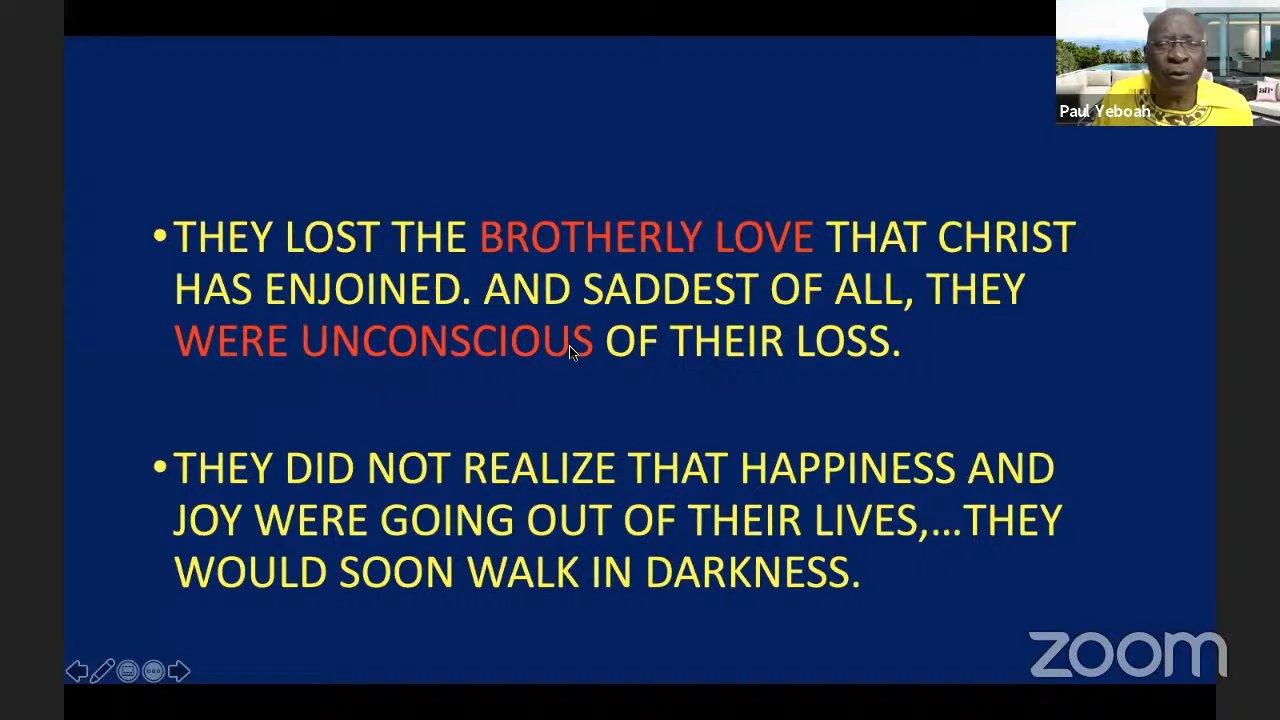 Paul Yeboah
•THEY LOST THE BROTHERLY LOVE THAT CHRIST
HAS ENJOINED. AND SADDEST OF ALL, THEY
WERE UNCONSCIOUS OF THEIR LOSS.
•THEY DID NOT REALIZE THAT HAPPINESS AND
JOY WERE GOING OUT OF THEIR LIVES,...THEY
WOULD SOON WALK IN DARKNESS.
zoom